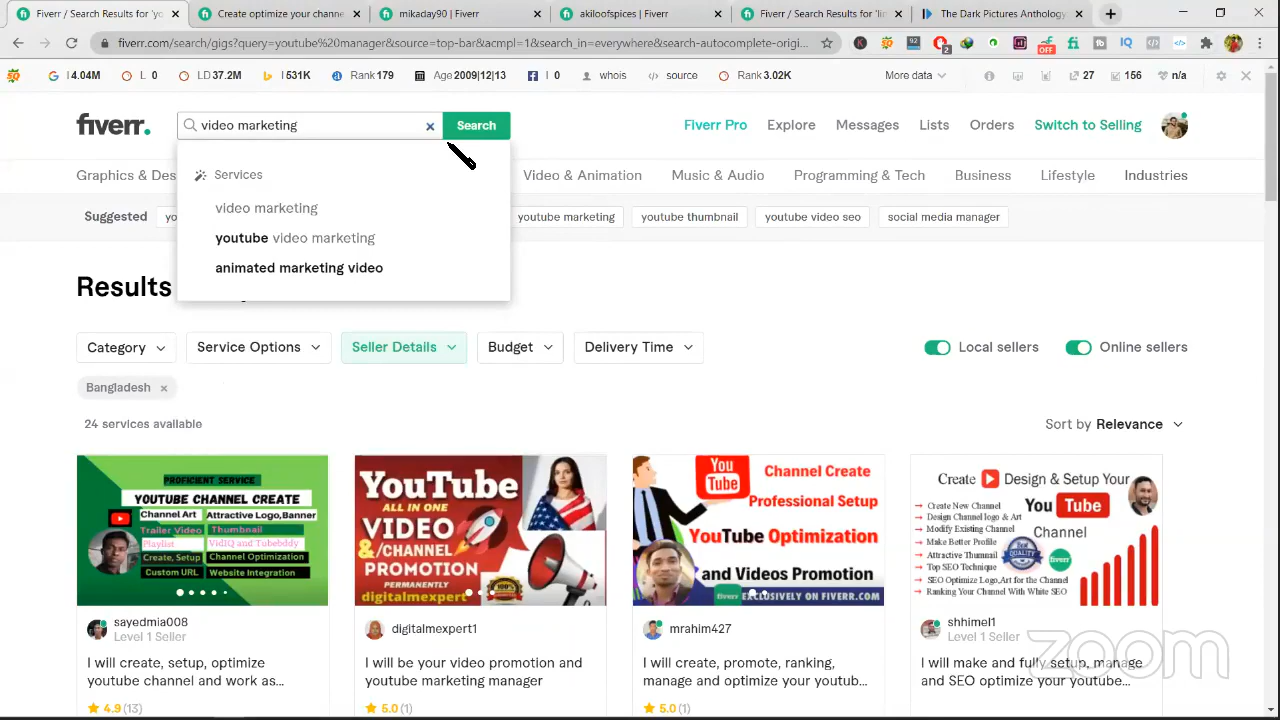 Fiverr / Search Results for 'yo
Create optimize your channel
mikaday90 | Fiverr
akiloofspices | Fiverr
Fiverr / Search Results for 'lin
The Dark Pictures Anthology
fiverr.com/search/gigs?query=youtube%20manager&source=top-bar&acmpl=1&search_in=everywhere&search-autocomplete-origi...
I 4.04M
L 0
LD 37.2M
I 531K
Rank 179
Age 2009|12|13
I 0
whois
source
Rank 3.02K
More data
27
156
n/a
fiverr.
video marketing
Search
Fiverr Pro
Explore
Messages
Lists
Orders
Switch to Selling
Graphics & Des
Video & Animation
Music & Audio
Programming & Tech
Business
Lifestyle
Industries
Services
video marketing
youtube video marketing
animated marketing video
Suggested
yo
youtube marketing
youtube thumbnail
youtube video seo
social media manager
Results
Category
Service Options
Seller Details
Budget
Delivery Time
Local sellers
Online sellers
Bangladesh
24 services available
Sort by Relevance
PROFICIENT SERVICE
YOUTUBE CHANNEL CREATE
Channel Art
Attractive Logo,Banner
Trailer Video
Thumbnail
Playlist
VidIQ and Tubebddy
Create, Setup
Channel Optimization
Custom URL
Website Integration
YouTube
ALL IN ONE
VIDEO
&/CHANNEL
PROMOTION
PERMANENTLY
digitalmexpert
You
Tube
Channel Create
Professional Setup
YouTube Optimization
and Videos Promotion
fiverr EXCLUSIVELY ON FIVERR.COM
Create Design & Setup Your
You Tube
Channel
Create New Channel
Design Channel logo & Art
Modify Existing Channel
Make Better Profile
Attractive Thumnail
Top SEO Technique
SEO Optimize Logo,Art for the Channel
Ranking Your Channel With White SEO
QUALITY
fiverr
sayedmia008
Level 1 Seller
I will create, setup, optimize
youtube channel and work as...
4.9 (13)
digitalmexpert1
I will be your video promotion and
youtube marketing manager
5.0 (1)
mrahim427
I will create, promote, ranking,
manage and optimize your youtub...
5.0 (1)
shhimel1
Level 1 Seller
I will make and fully setup, manage
and SEO optimize your youtube...
zoom